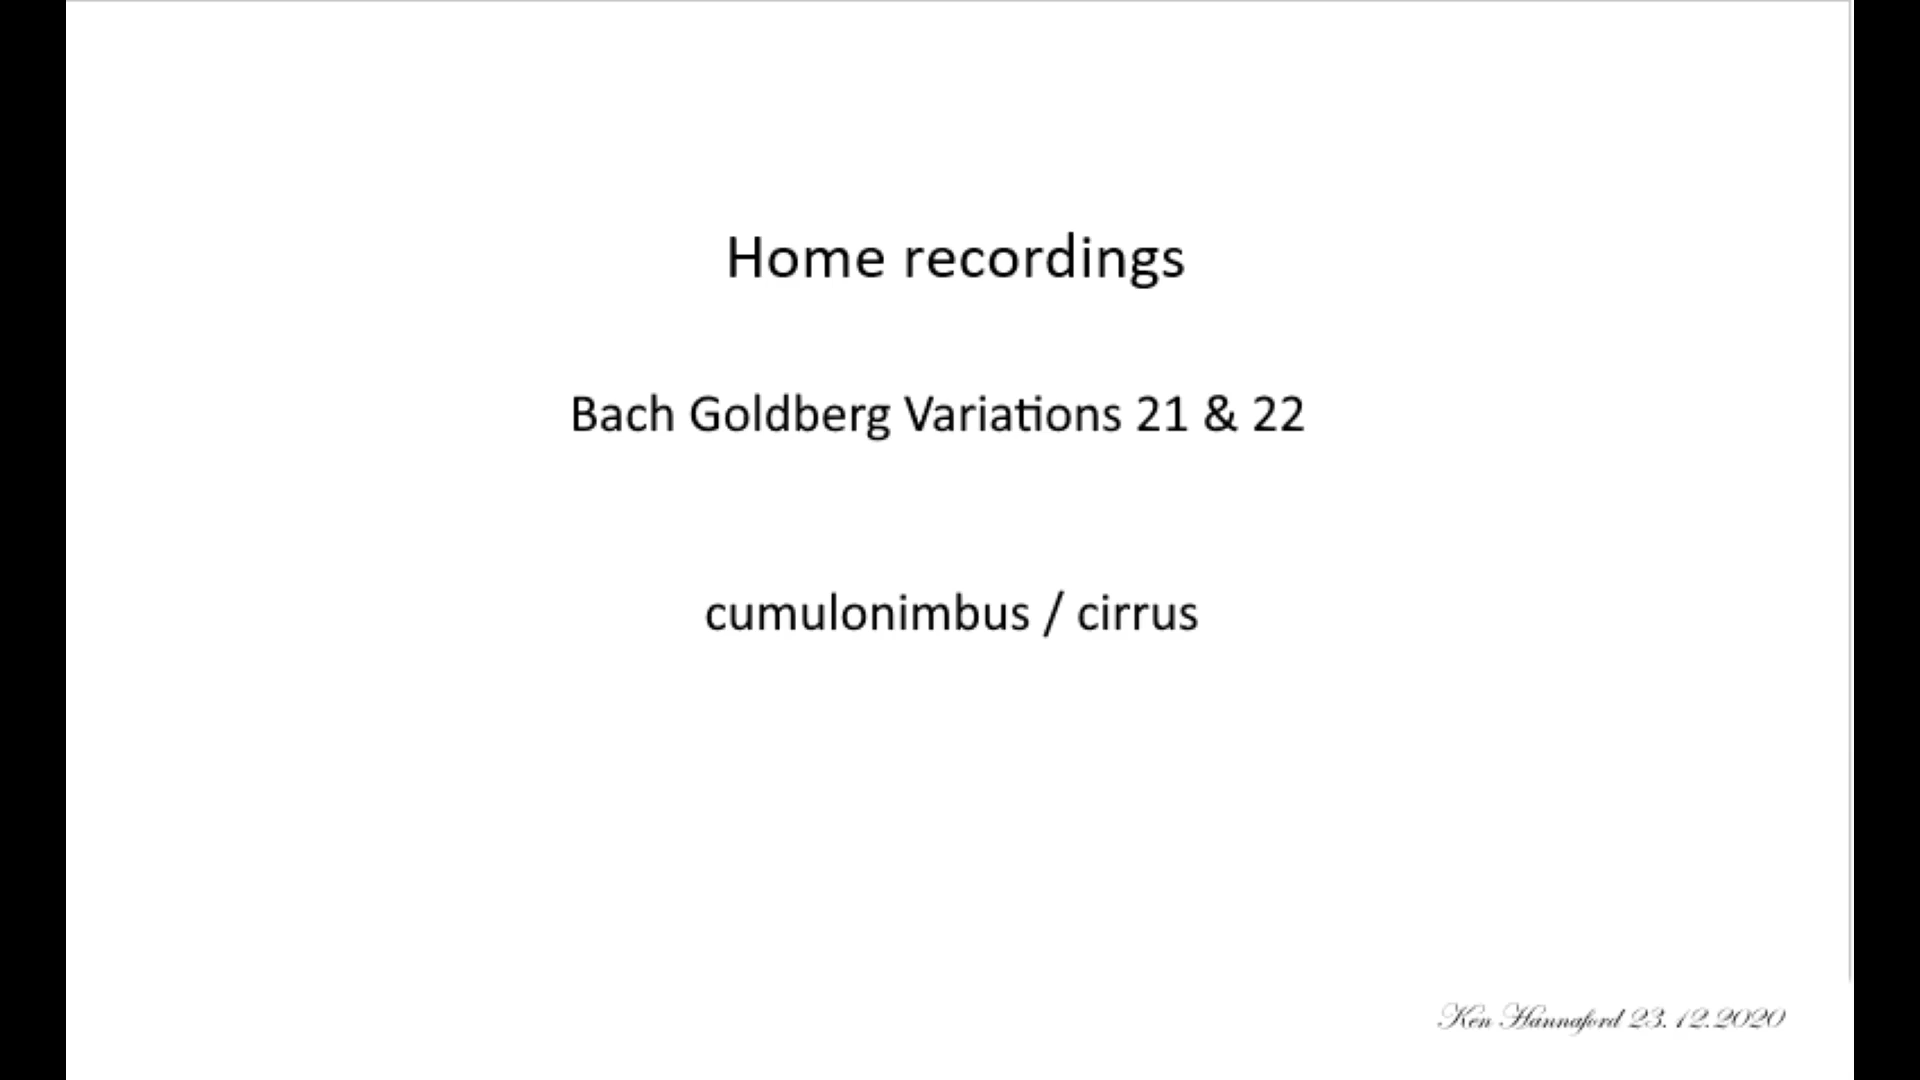 Home recordings
Bach Goldberg Variations 21 & 22
cumulonimbus / cirrus
Ken Hannaford 23.12.2020